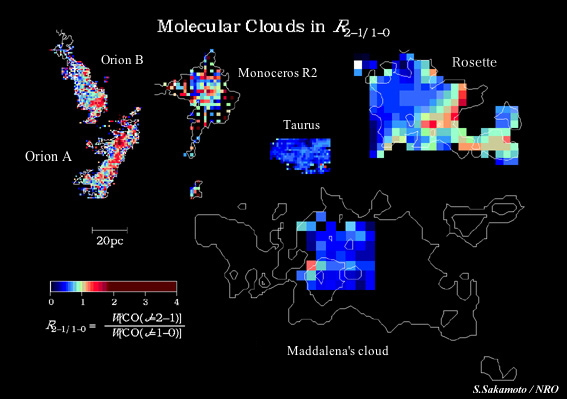 Molecular Clouds in R2-1/1-0
Orion B
Monoceros R2
Rosette
Taurus
Orion A
20pc
0 1 2 3 4
R2-1/1-0 = W[CO(J=2-1)]
W[CO(J=1-0)]
Maddalena's cloud
S.Sakamoto / NRO